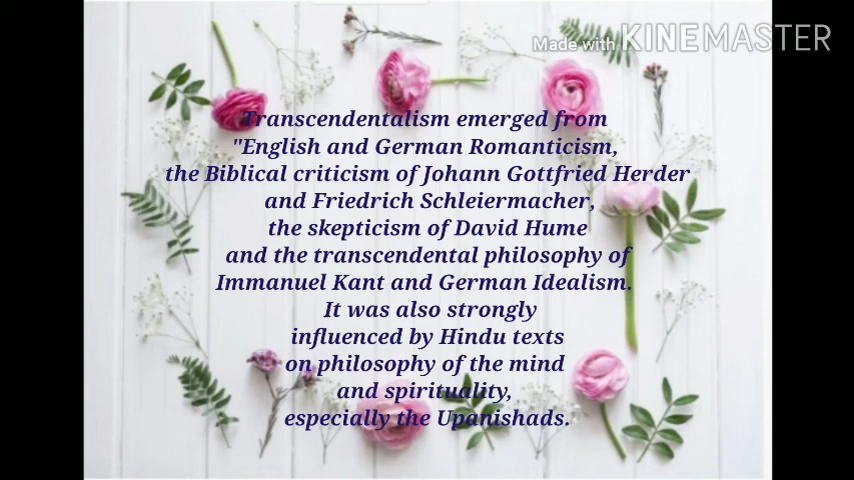 Made with KINEMASTER
Transcendentalism emerged from
"English and German Romanticism,
the Biblical criticism of Johann Gottfried Herder
and Friedrich Schleiermacher,
the skepticism of David Hume
and the transcendental philosophy of
Immanuel Kant and German Idealism.
It was also strongly
influenced by Hindu texts
on philosophy of the mind
and spirituality,
especially the Upanishads.